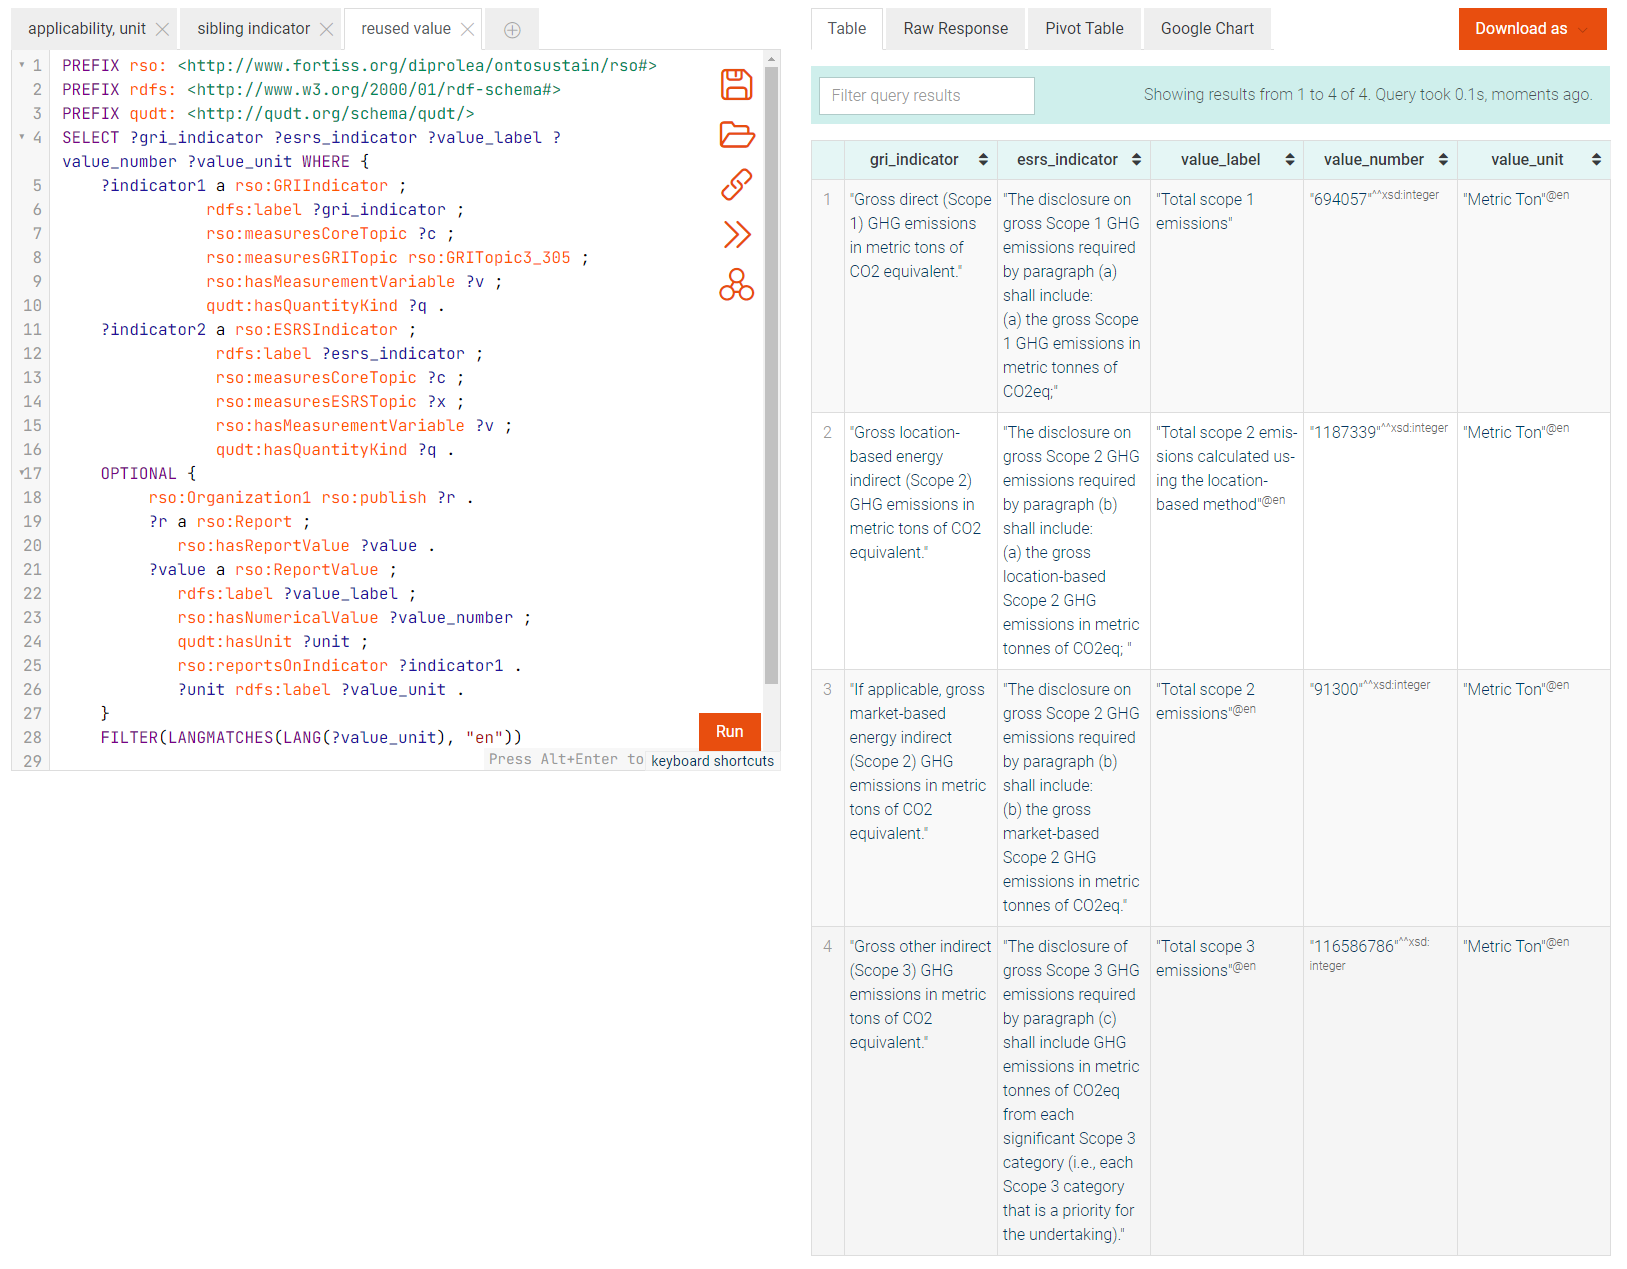 applicability, unit
sibling indicator
reused value
1 PREFIX rso: <http://www.fortiss.org/diprolea/ontosustain/rso#>
2 PREFIX rdfs: <http://www.w3.org/2000/01/rdf-schema#>
3 PREFIX qudt: <http://qudt.org/schema/qudt/>
4 SELECT ?gri_indicator ?esrs_indicator ?value_label ?
value_number ?value_unit WHERE {
5 ?indicator1 a rso:GRIIndicator ;
6 rdfs:label ?gri_indicator ;
7 rso:measuresCoreTopic ?c ;
8 rso:measuresGRITopic rso:GRITopic3_305 ;
9 rso:hasMeasurementVariable ?v ;
10 qudt:hasQuantityKind ?q .
11 ?indicator2 a rso:ESRSIndicator ;
12 rdfs:label ?esrs_indicator ;
13 rso:measuresCoreTopic ?c ;
14 rso:measuresESRSTopic ?x ;
15 rso:hasMeasurementVariable ?v ;
16 qudt:hasQuantityKind ?q .
17 OPTIONAL {
18 rso:Organization1 rso:publish ?r .
19 ?r a rso:Report ;
20 rso:hasReportValue ?value .
21 ?value a rso:ReportValue ;
22 rdfs:label ?value_label ;
23 rso:hasNumericalValue ?value_number ;
24 qudt:hasUnit ?unit ;
25 rso:reportsOnIndicator ?indicator1 .
26 ?unit rdfs:label ?value_unit .
27 }
28 FILTER(LANGMATCHES(LANG(?value_unit), "en"))
29
Run
Press Alt+Enter to
keyboard shortcuts
Table
Raw Response
Pivot Table
Google Chart
Download as
Filter query results
Showing results from 1 to 4 of 4. Query took 0.1s, moments ago.
gri_indicator
esrs_indicator
value_label
value_number
value_unit
1
"Gross direct (Scope
1) GHG emissions
in metric tons of
CO2 equivalent."
"The disclosure on
gross Scope 1 GHG
emissions required
by paragraph (a)
shall include:
(a) the gross Scope
1 GHG emissions in
metric tonnes of
CO2eq;"
"Total scope 1
emissions"
"694057"^^xsd:integer
"Metric Ton"@en
2
"Gross location-
based energy
indirect (Scope 2)
GHG emissions in
metric tons of CO2
equivalent."
"The disclosure on
gross Scope 2 GHG
emissions required
by paragraph (b)
shall include:
(a) the gross
location-based
Scope 2 GHG
emissions in metric
tonnes of CO2eq; "
"Total scope 2 emis-
sions calculated us-
ing the location-
based method"@en
"1187339"^^xsd:integer
"Metric Ton"@en
3
"If applicable, gross
market-based
energy indirect
(Scope 2) GHG
emissions in metric
tons of CO2
equivalent."
"The disclosure on
gross Scope 2 GHG
emissions required
by paragraph (b)
shall include:
(b) the gross
market-based
Scope 2 GHG
emissions in metric
tonnes of CO2eq."
"Total scope 2
emissions"@en
"91300"^^xsd:integer
"Metric Ton"@en
4
"Gross other indirect
(Scope 3) GHG
emissions in metric
tons of CO2
equivalent."
"The disclosure of
gross Scope 3 GHG
emissions required
by paragraph (c)
shall include GHG
emissions in metric
tonnes of CO2eq
from each
significant Scope 3
category (i.e., each
Scope 3 category
that is a priority for
the undertaking)."
"Total scope 3
emissions"@en
"116586786"^^xsd:
integer
"Metric Ton"@en